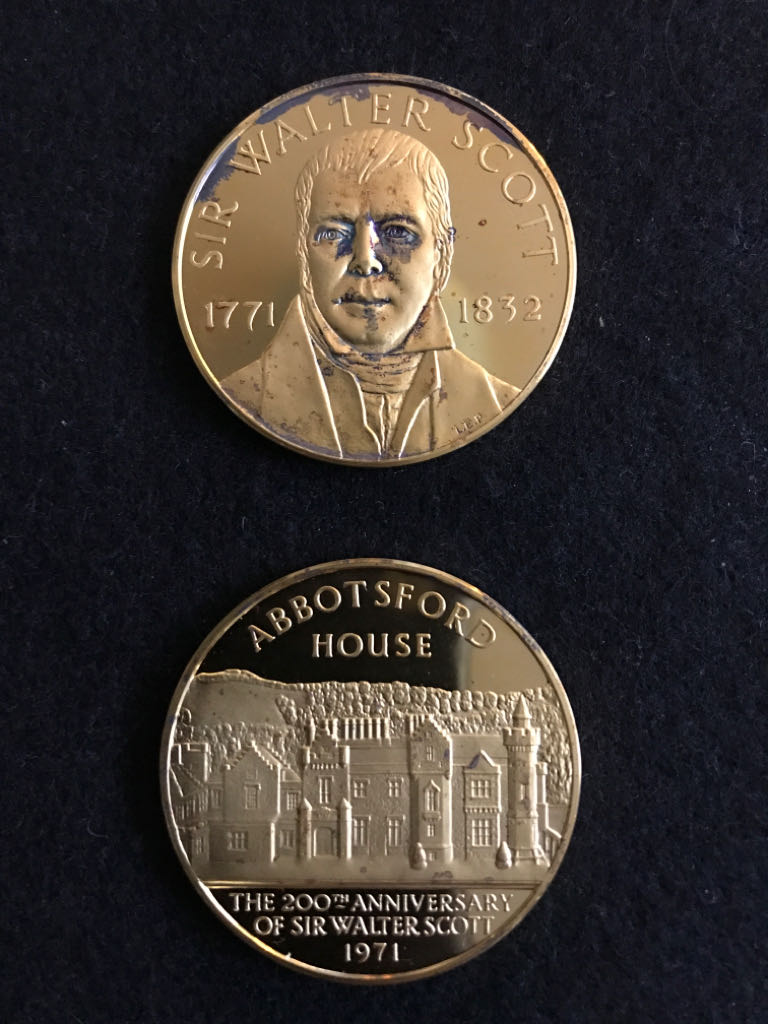 SIR WALTER SCOTT
1771 1832
L.E.P.
ABBOTSFORD
HOUSE
THE 200TH ANNIVERSARY
OF SIR WALTER SCOTT
1971